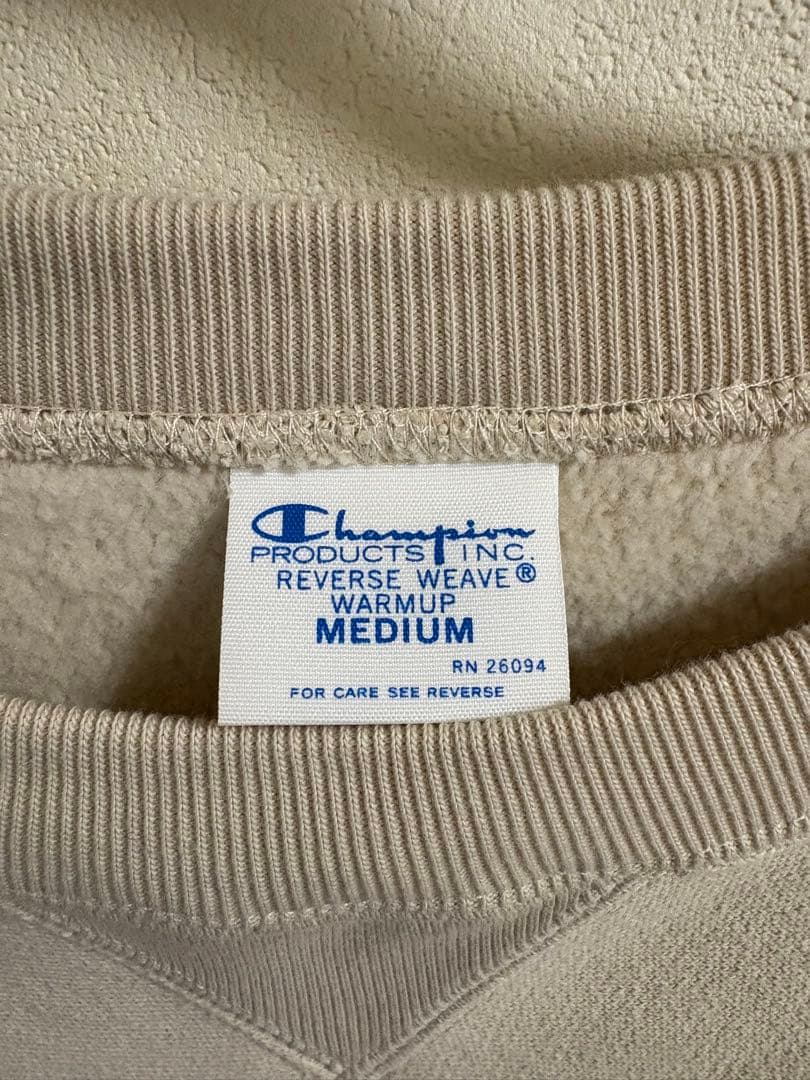 Champion
PRODUCTS INC.
REVERSE WEAVE®
WARMUP
MEDIUM
RN 26094
FOR CARE SEE REVERSE